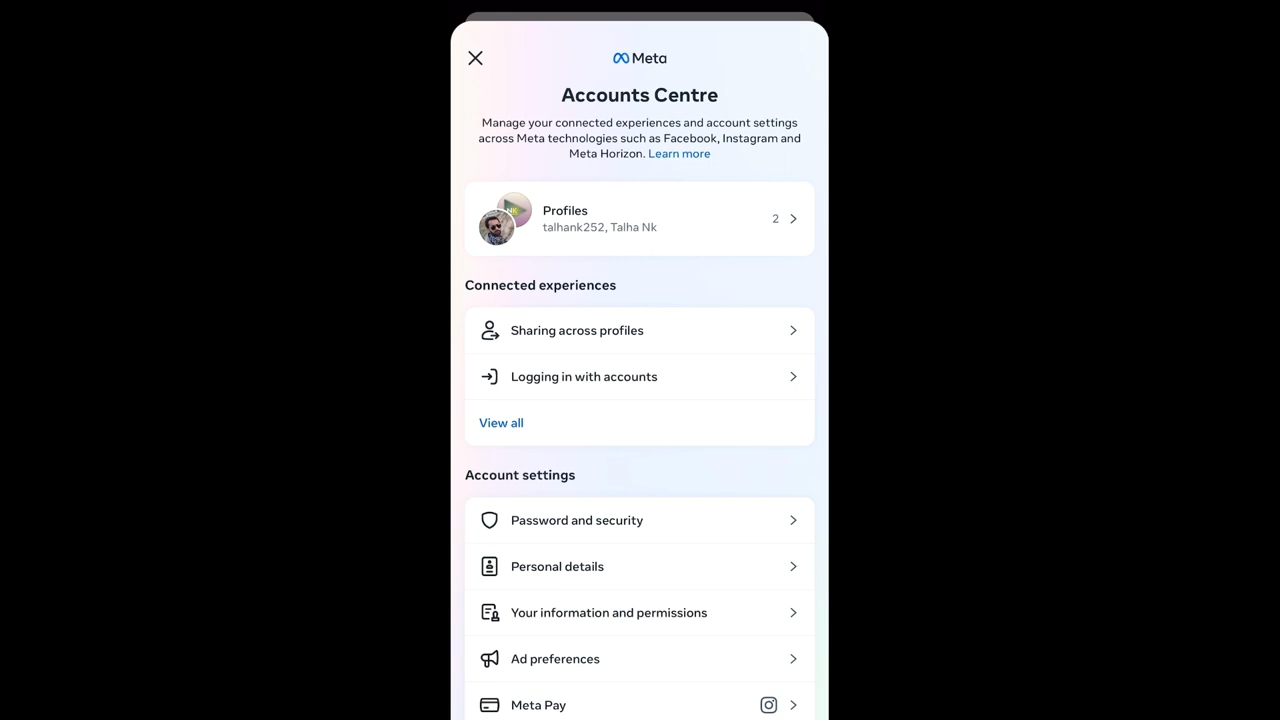 Meta
Accounts Centre
Manage your connected experiences and account settings
across Meta technologies such as Facebook, Instagram and
Meta Horizon. Learn more
NK
Profiles
talhank252, Talha Nk
2
Connected experiences
Sharing across profiles
Logging in with accounts
View all
Account settings
Password and security
Personal details
Your information and permissions
Ad preferences
Meta Pay